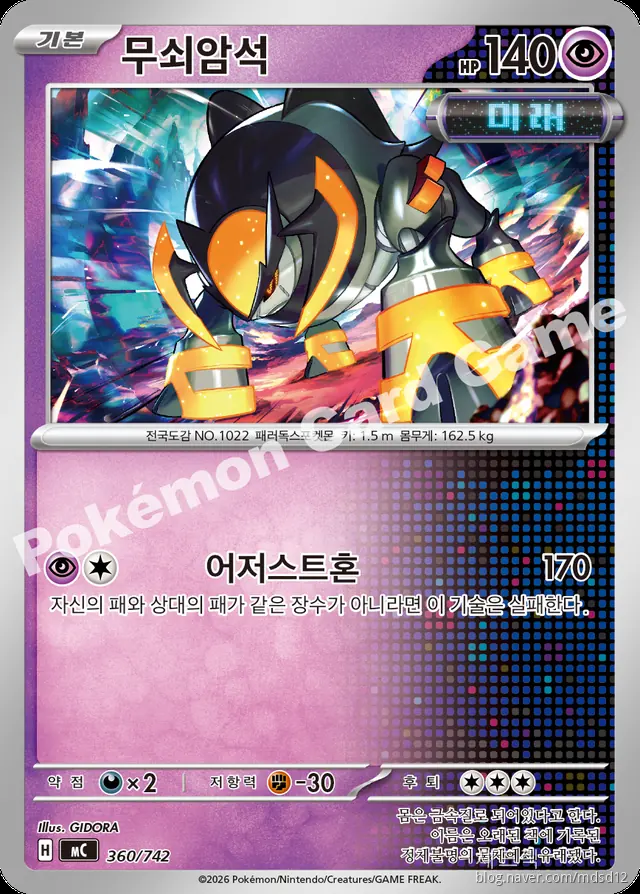 기본
무쇠암석
HP 140
미래
전국도감 NO.1022 패러독스포켓몬 키: 1.5 m 몸무게: 162.5 kg
Pokémon Card Game
어저스트혼 170
자신의 패와 상대의 패가 같은 장수가 아니라면 이 기술은 실패한다.
약점 ×2 저항력 -30 후퇴
Illus. GIDORA
H mC 360/742
몸은 금속질로 되어있다고 한다.
이름은 오래된 책에 기록된
정체불명의 물체에서 유래됐다.
©2026 Pokémon/Nintendo/Creatures/GAME FREAK.
blog.naver.com/mdsd12